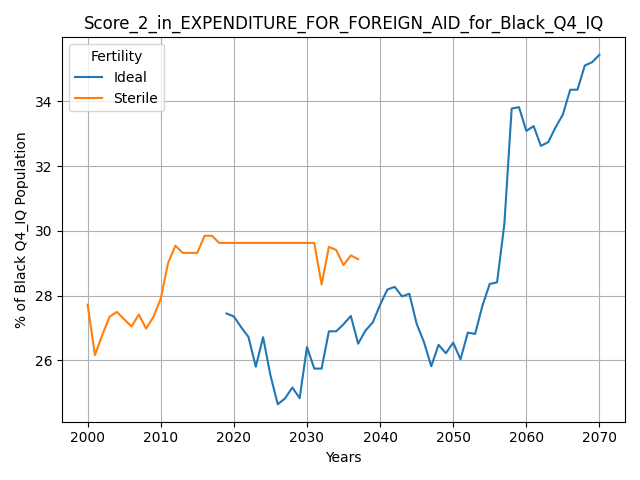 Score_2_in_EXPENDITURE_FOR_FOREIGN_AID_for_Black_Q4_IQ
Fertility
Ideal
Sterile
34
32
30
28
26
% of Black Q4_IQ Population
2000 2010 2020 2030 2040 2050 2060 2070
Years